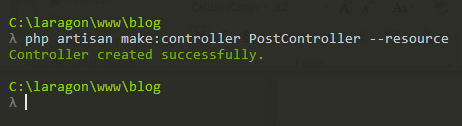 C:\laragon\www\blog
λ php artisan make:controller PostController --resource
Controller created successfully.
C:\laragon\www\blog
λ